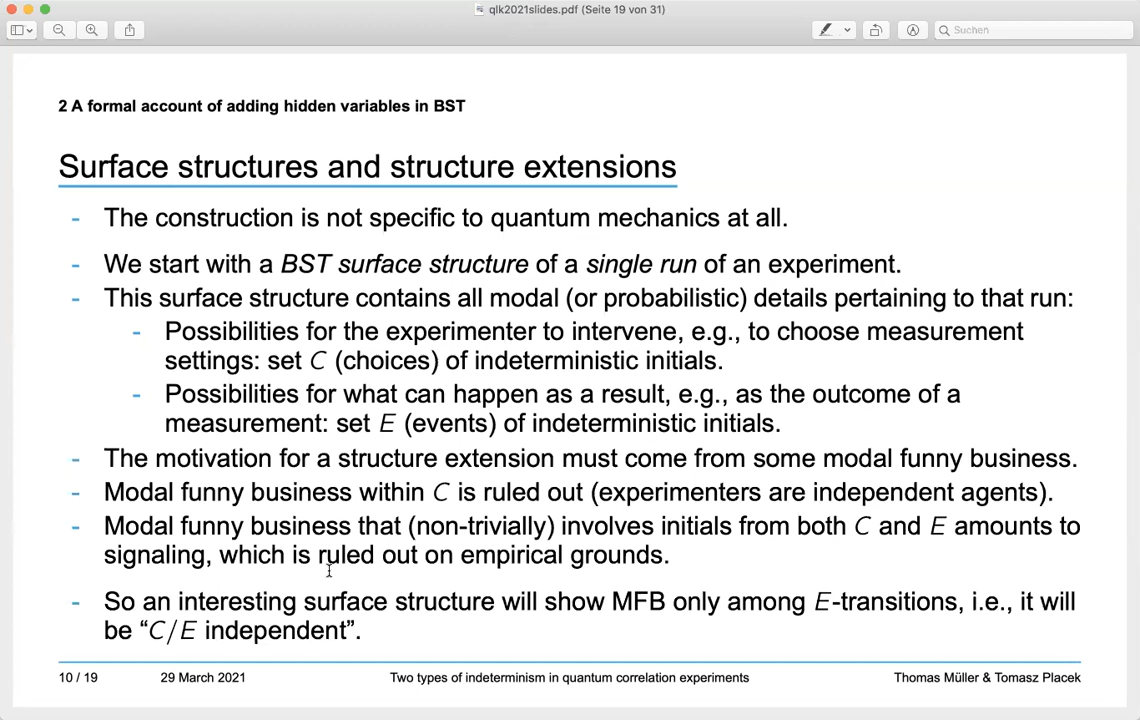 qlk2021slides.pdf (Seite 19 von 31)
Suchen
2 A formal account of adding hidden variables in BST
Surface structures and structure extensions
- The construction is not specific to quantum mechanics at all.
- We start with a BST surface structure of a single run of an experiment.
- This surface structure contains all modal (or probabilistic) details pertaining to that run:
- Possibilities for the experimenter to intervene, e.g., to choose measurement
settings: set C (choices) of indeterministic initials.
- Possibilities for what can happen as a result, e.g., as the outcome of a
measurement: set E (events) of indeterministic initials.
- The motivation for a structure extension must come from some modal funny business.
- Modal funny business within C is ruled out (experimenters are independent agents).
- Modal funny business that (non-trivially) involves initials from both C and E amounts to
signaling, which is ruled out on empirical grounds.
- So an interesting surface structure will show MFB only among E-transitions, i.e., it will
be “C/E independent”.
10 / 19 29 March 2021 Two types of indeterminism in quantum correlation experiments Thomas Müller & Tomasz Placek